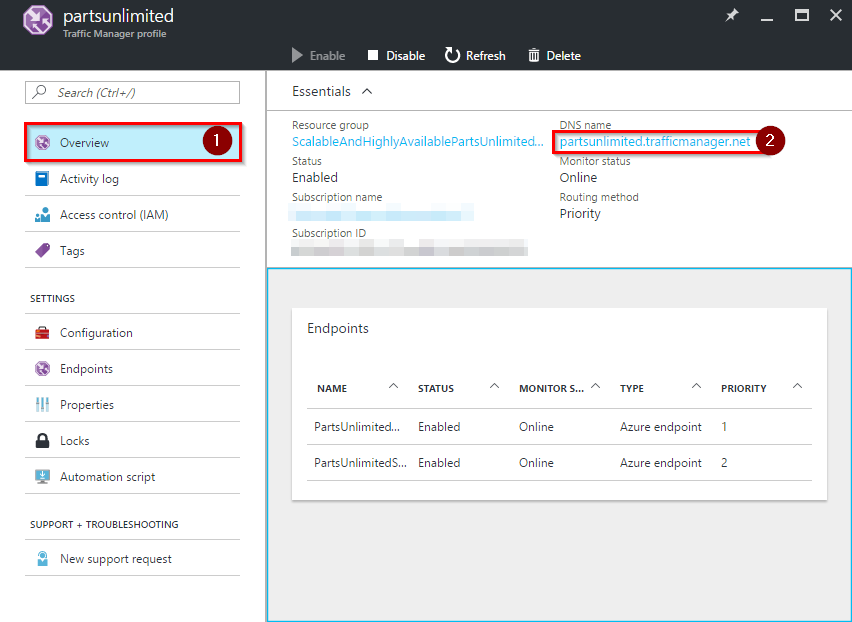 partsunlimited
Traffic Manager profile
Enable Disable Refresh Delete
Search (Ctrl+/)
Overview 1
Activity log
Access control (IAM)
Tags
SETTINGS
Configuration
Endpoints
Properties
Locks
Automation script
SUPPORT + TROUBLESHOOTING
New support request
Essentials
Resource group
ScalableAndHighlyAvailablePartsUnlimited...
Status
Enabled
Subscription name
Subscription ID
DNS name
partsunlimited.trafficmanager.net 2
Monitor status
Online
Routing method
Priority
Endpoints
NAME STATUS MONITOR S... TYPE PRIORITY
PartsUnlimited... Enabled Online Azure endpoint 1
PartsUnlimitedS... Enabled Online Azure endpoint 2